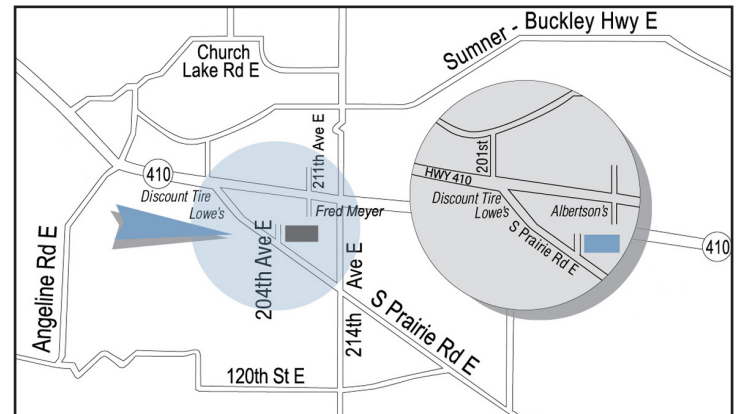 Sumner - Buckley Hwy E
Church
Lake Rd E
211th Ave E
410
Discount Tire
Lowe's
Fred Meyer
204th Ave E
Angeline Rd E
214th Ave E
S Prairie Rd E
120th St E
201st
HWY 410
Discount Tire
Lowe's
Albertson's
S Prairie Rd E
410